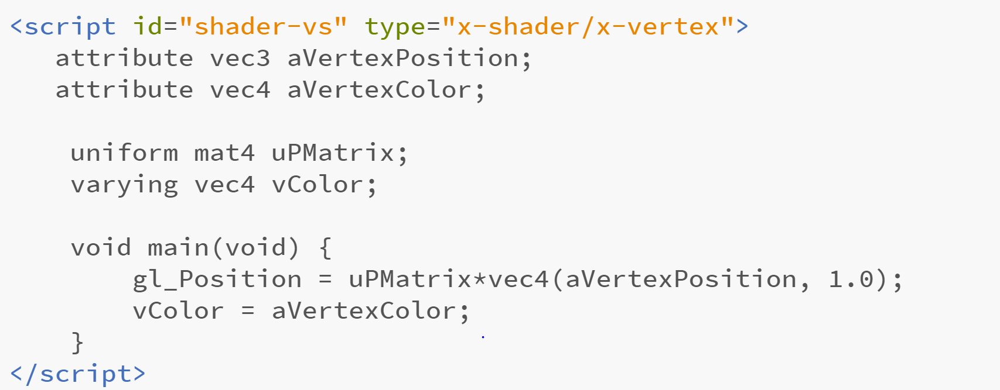 <script id="shader-vs" type="x-shader/x-vertex">
attribute vec3 aVertexPosition;
attribute vec4 aVertexColor;
uniform mat4 uPMatrix;
varying vec4 vColor;
void main(void) {
gl_Position = uPMatrix*vec4(aVertexPosition, 1.0);
vColor = aVertexColor;
}
</script>